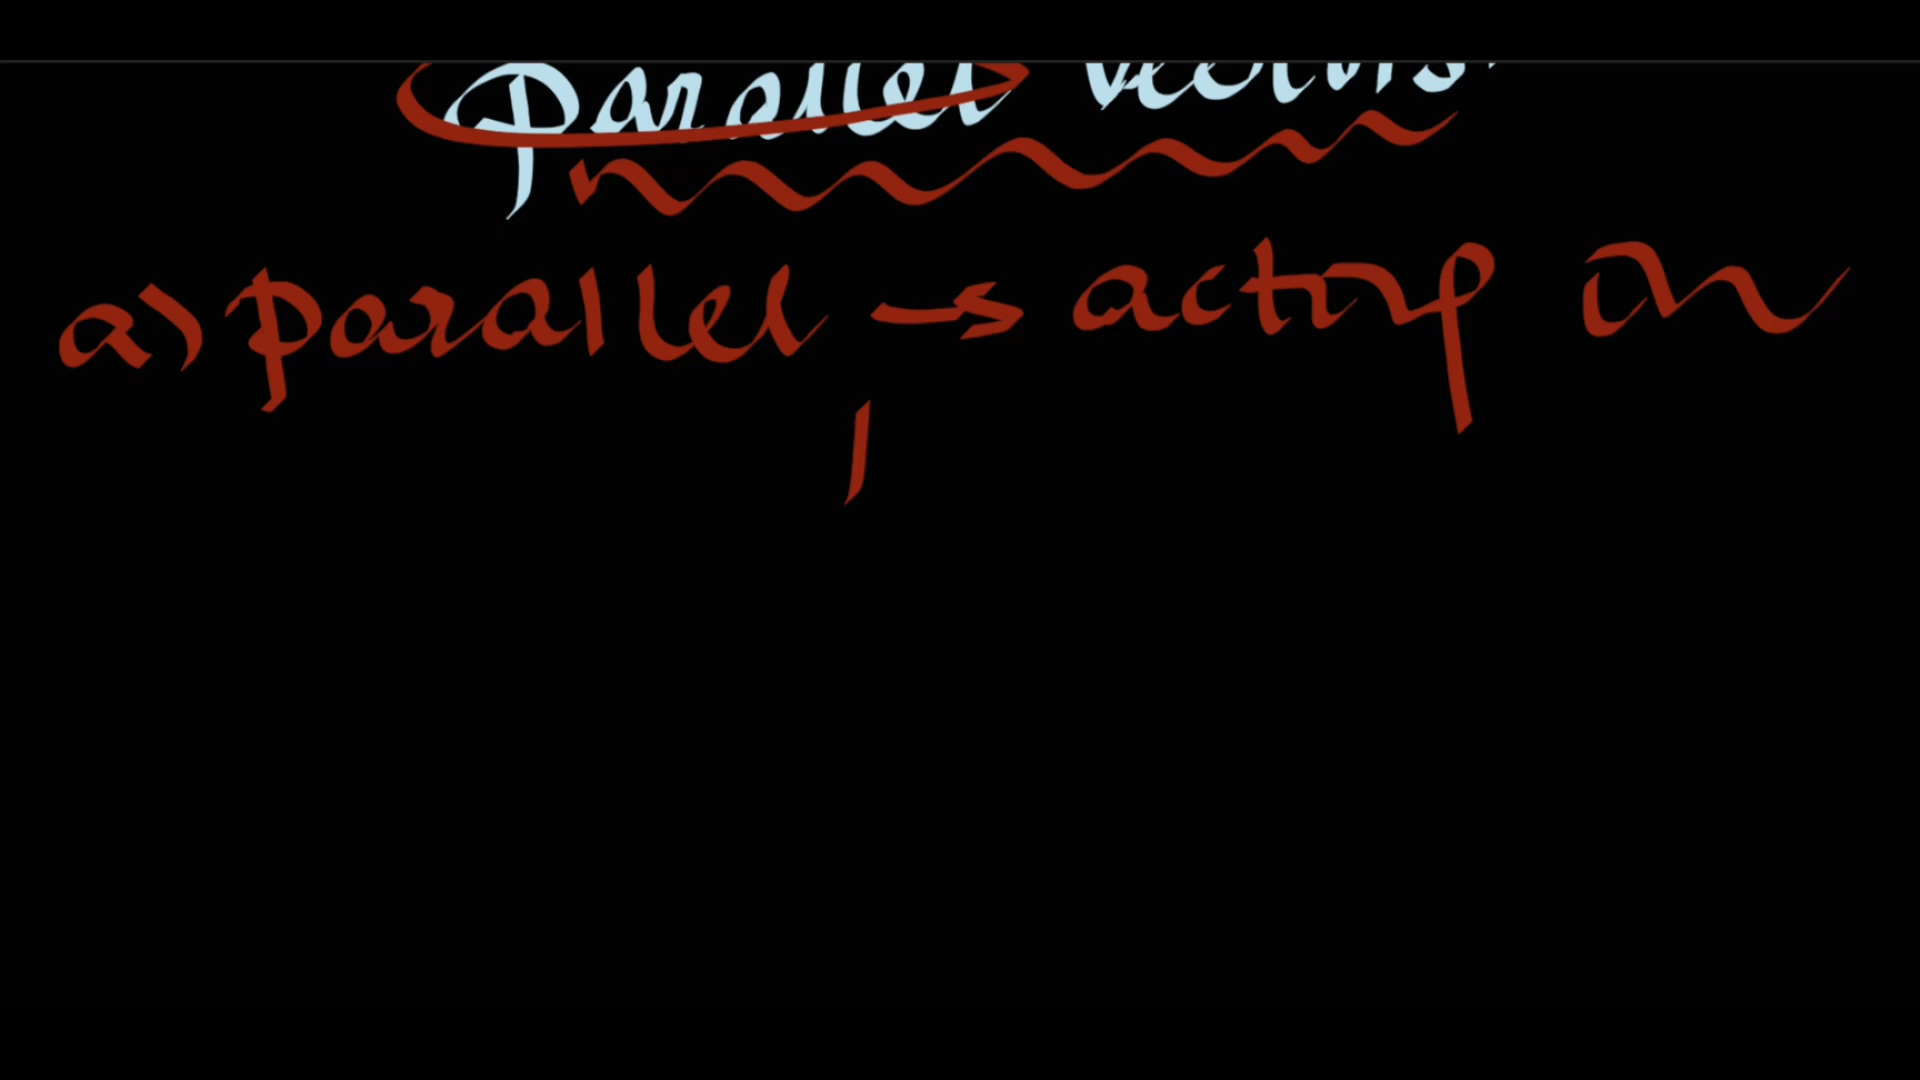 Parallel vectors.
a) parallel → acting in